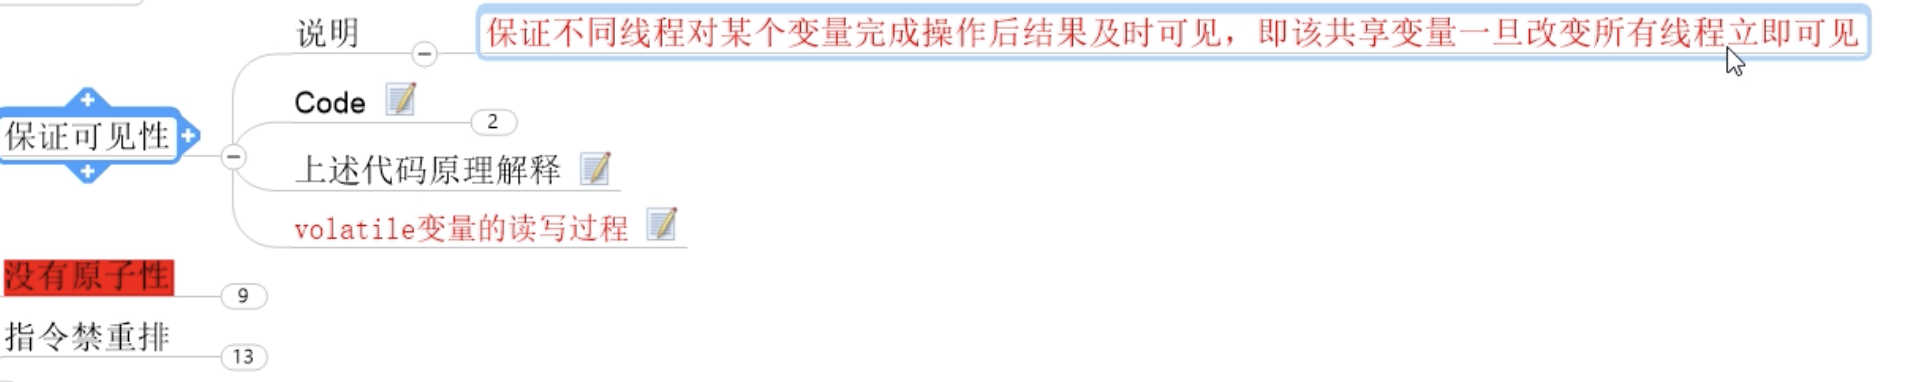 说明
保证不同线程对某个变量完成操作后结果及时可见，即该共享变量一旦改变所有线程立即可见
Code
2
保证可见性
上述代码原理解释
volatile变量的读写过程
没有原子性
9
指令禁重排
13